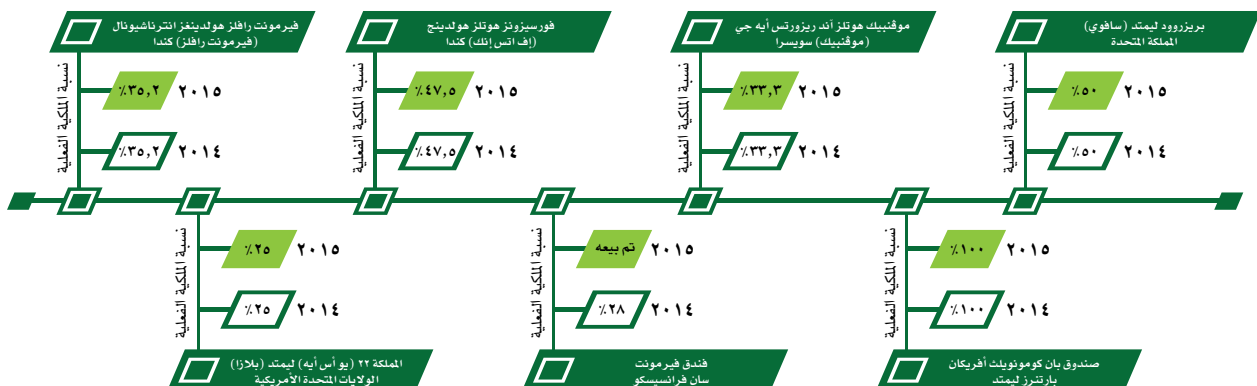 بريزروود ليمتد (سافوي)
المملكة المتحدة
نسبة الملكية الفعلية
٢٠١٥ ٥٠٪
٢٠١٤ ٥٠٪
موڤنبيك هوتلز آند ريزورتس أيه جي
(موڤنبيك) سويسرا
نسبة الملكية الفعلية
٢٠١٥ ٣٣,٣٪
٢٠١٤ ٣٣,٣٪
فورسيزونز هوتلز هولدينج
(إف اتس إنك) كندا
نسبة الملكية الفعلية
٢٠١٥ ٤٧,٥٪
٢٠١٤ ٤٧,٥٪
فيرمونت رافلز هولدينغز انترناشيونال
(فيرمونت رافلز) كندا
نسبة الملكية الفعلية
٢٠١٥ ٣٥,٢٪
٢٠١٤ ٣٥,٢٪
نسبة الملكية الفعلية
٢٠١٥ ١٠٠٪
٢٠١٤ ١٠٠٪
صندوق بان كومونويلث أفريكان
بارتنرز ليمتد
نسبة الملكية الفعلية
٢٠١٥ تم بيعه
٢٠١٤ ٢٨٪
فندق فيرمونت
سان فرانسيسكو
نسبة الملكية الفعلية
٢٠١٥ ٢٥٪
٢٠١٤ ٢٥٪
المملكة ٢٢ (يو أس أيه) ليمتد (بلازا)
الولايات المتحدة الأمريكية